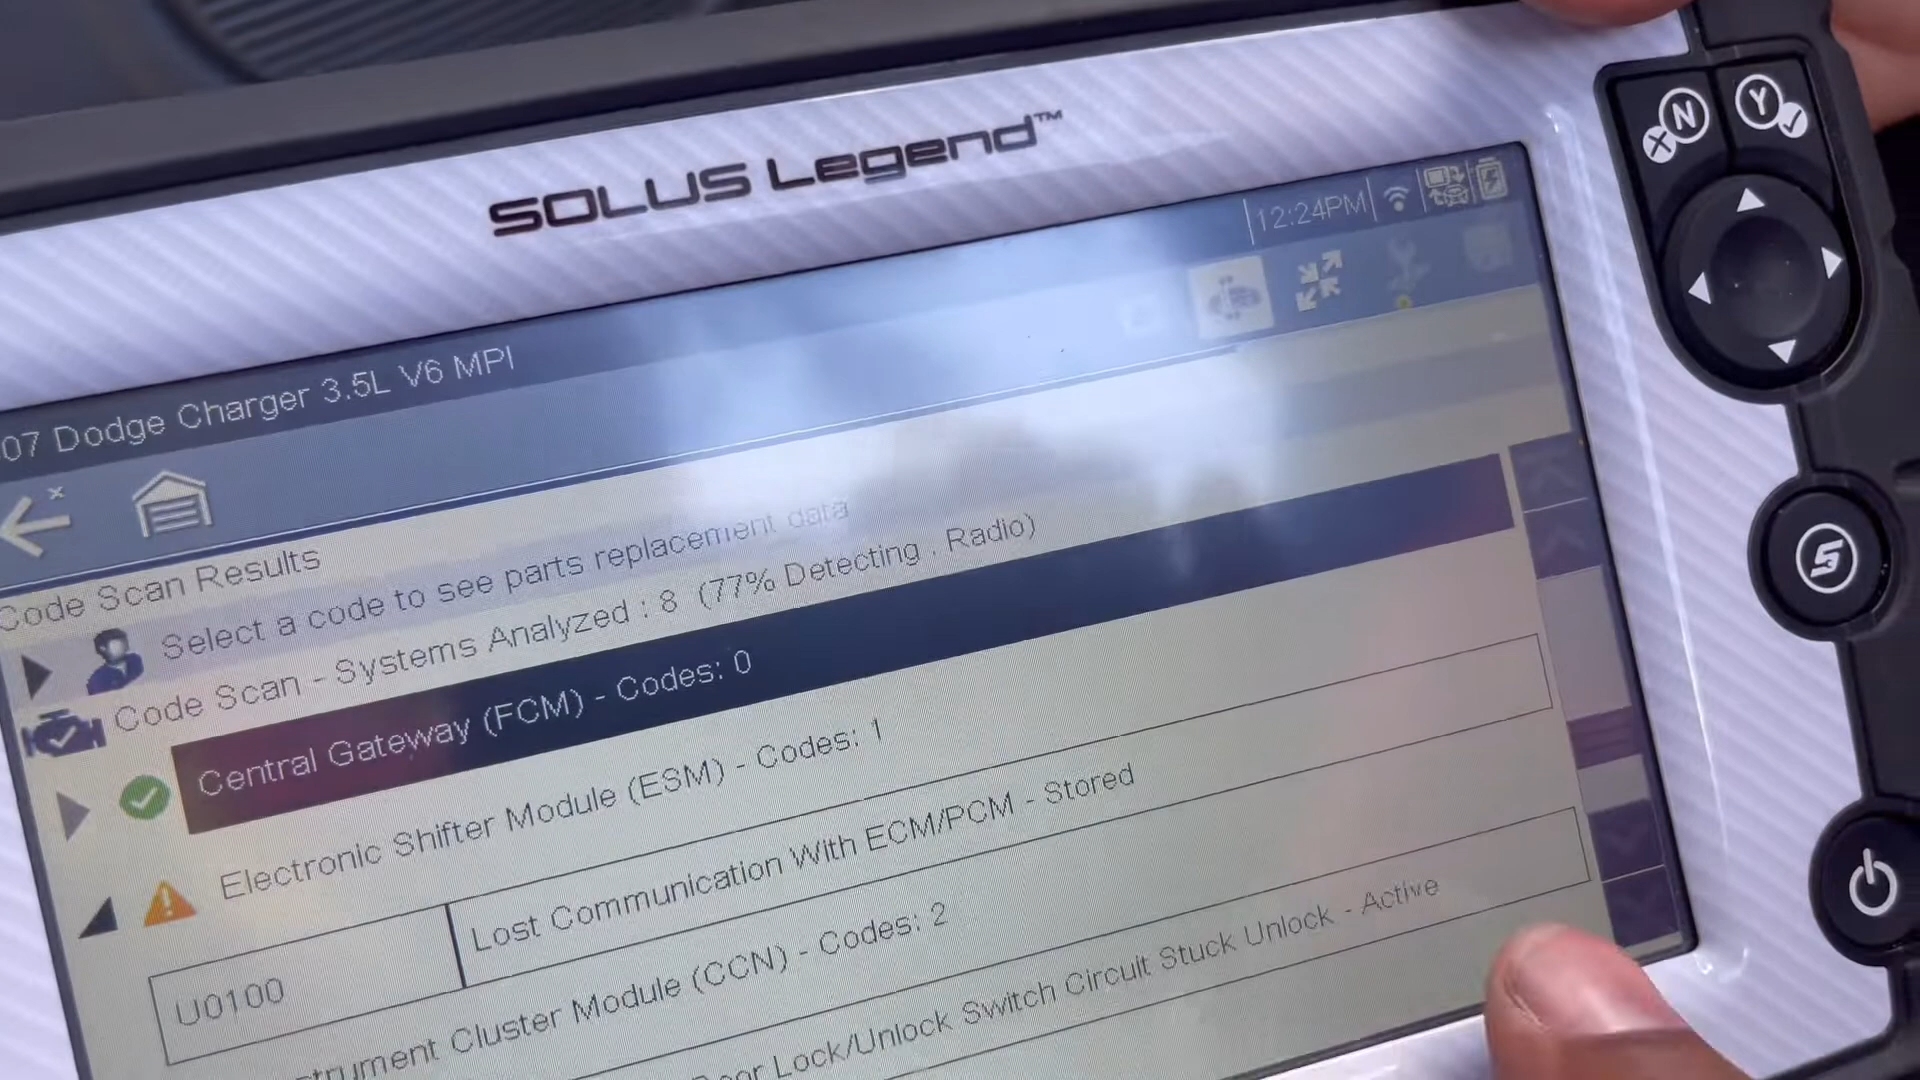 N
Y
SOLUS Legend™
12:24PM
07 Dodge Charger 3.5L V6 MPI
Code Scan Results
Select a code to see parts replacement data
Code Scan - Systems Analyzed : 8 (77% Detecting . Radio)
Central Gateway (FCM) - Codes: 0
Electronic Shifter Module (ESM) - Codes: 1
U0100
Lost Communication With ECM/PCM - Stored
strument Cluster Module (CCN) - Codes: 2
oor Lock/Unlock Switch Circuit Stuck Unlock - Active